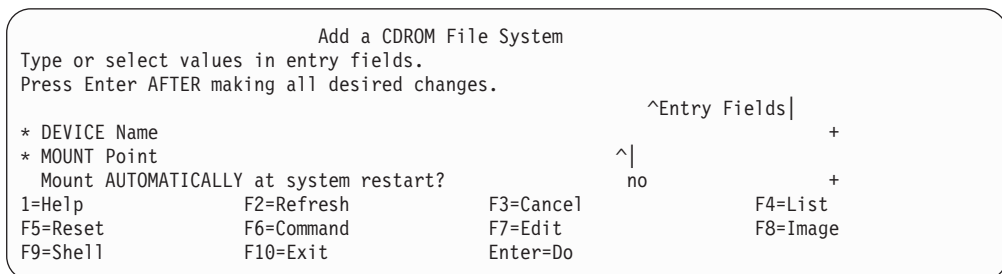 Add a CDROM File System
Type or select values in entry fields.
Press Enter AFTER making all desired changes.
^Entry Fields|
* DEVICE Name +
* MOUNT Point ^|
Mount AUTOMATICALLY at system restart? no +
1=Help F2=Refresh F3=Cancel F4=List
F5=Reset F6=Command F7=Edit F8=Image
F9=Shell F10=Exit Enter=Do